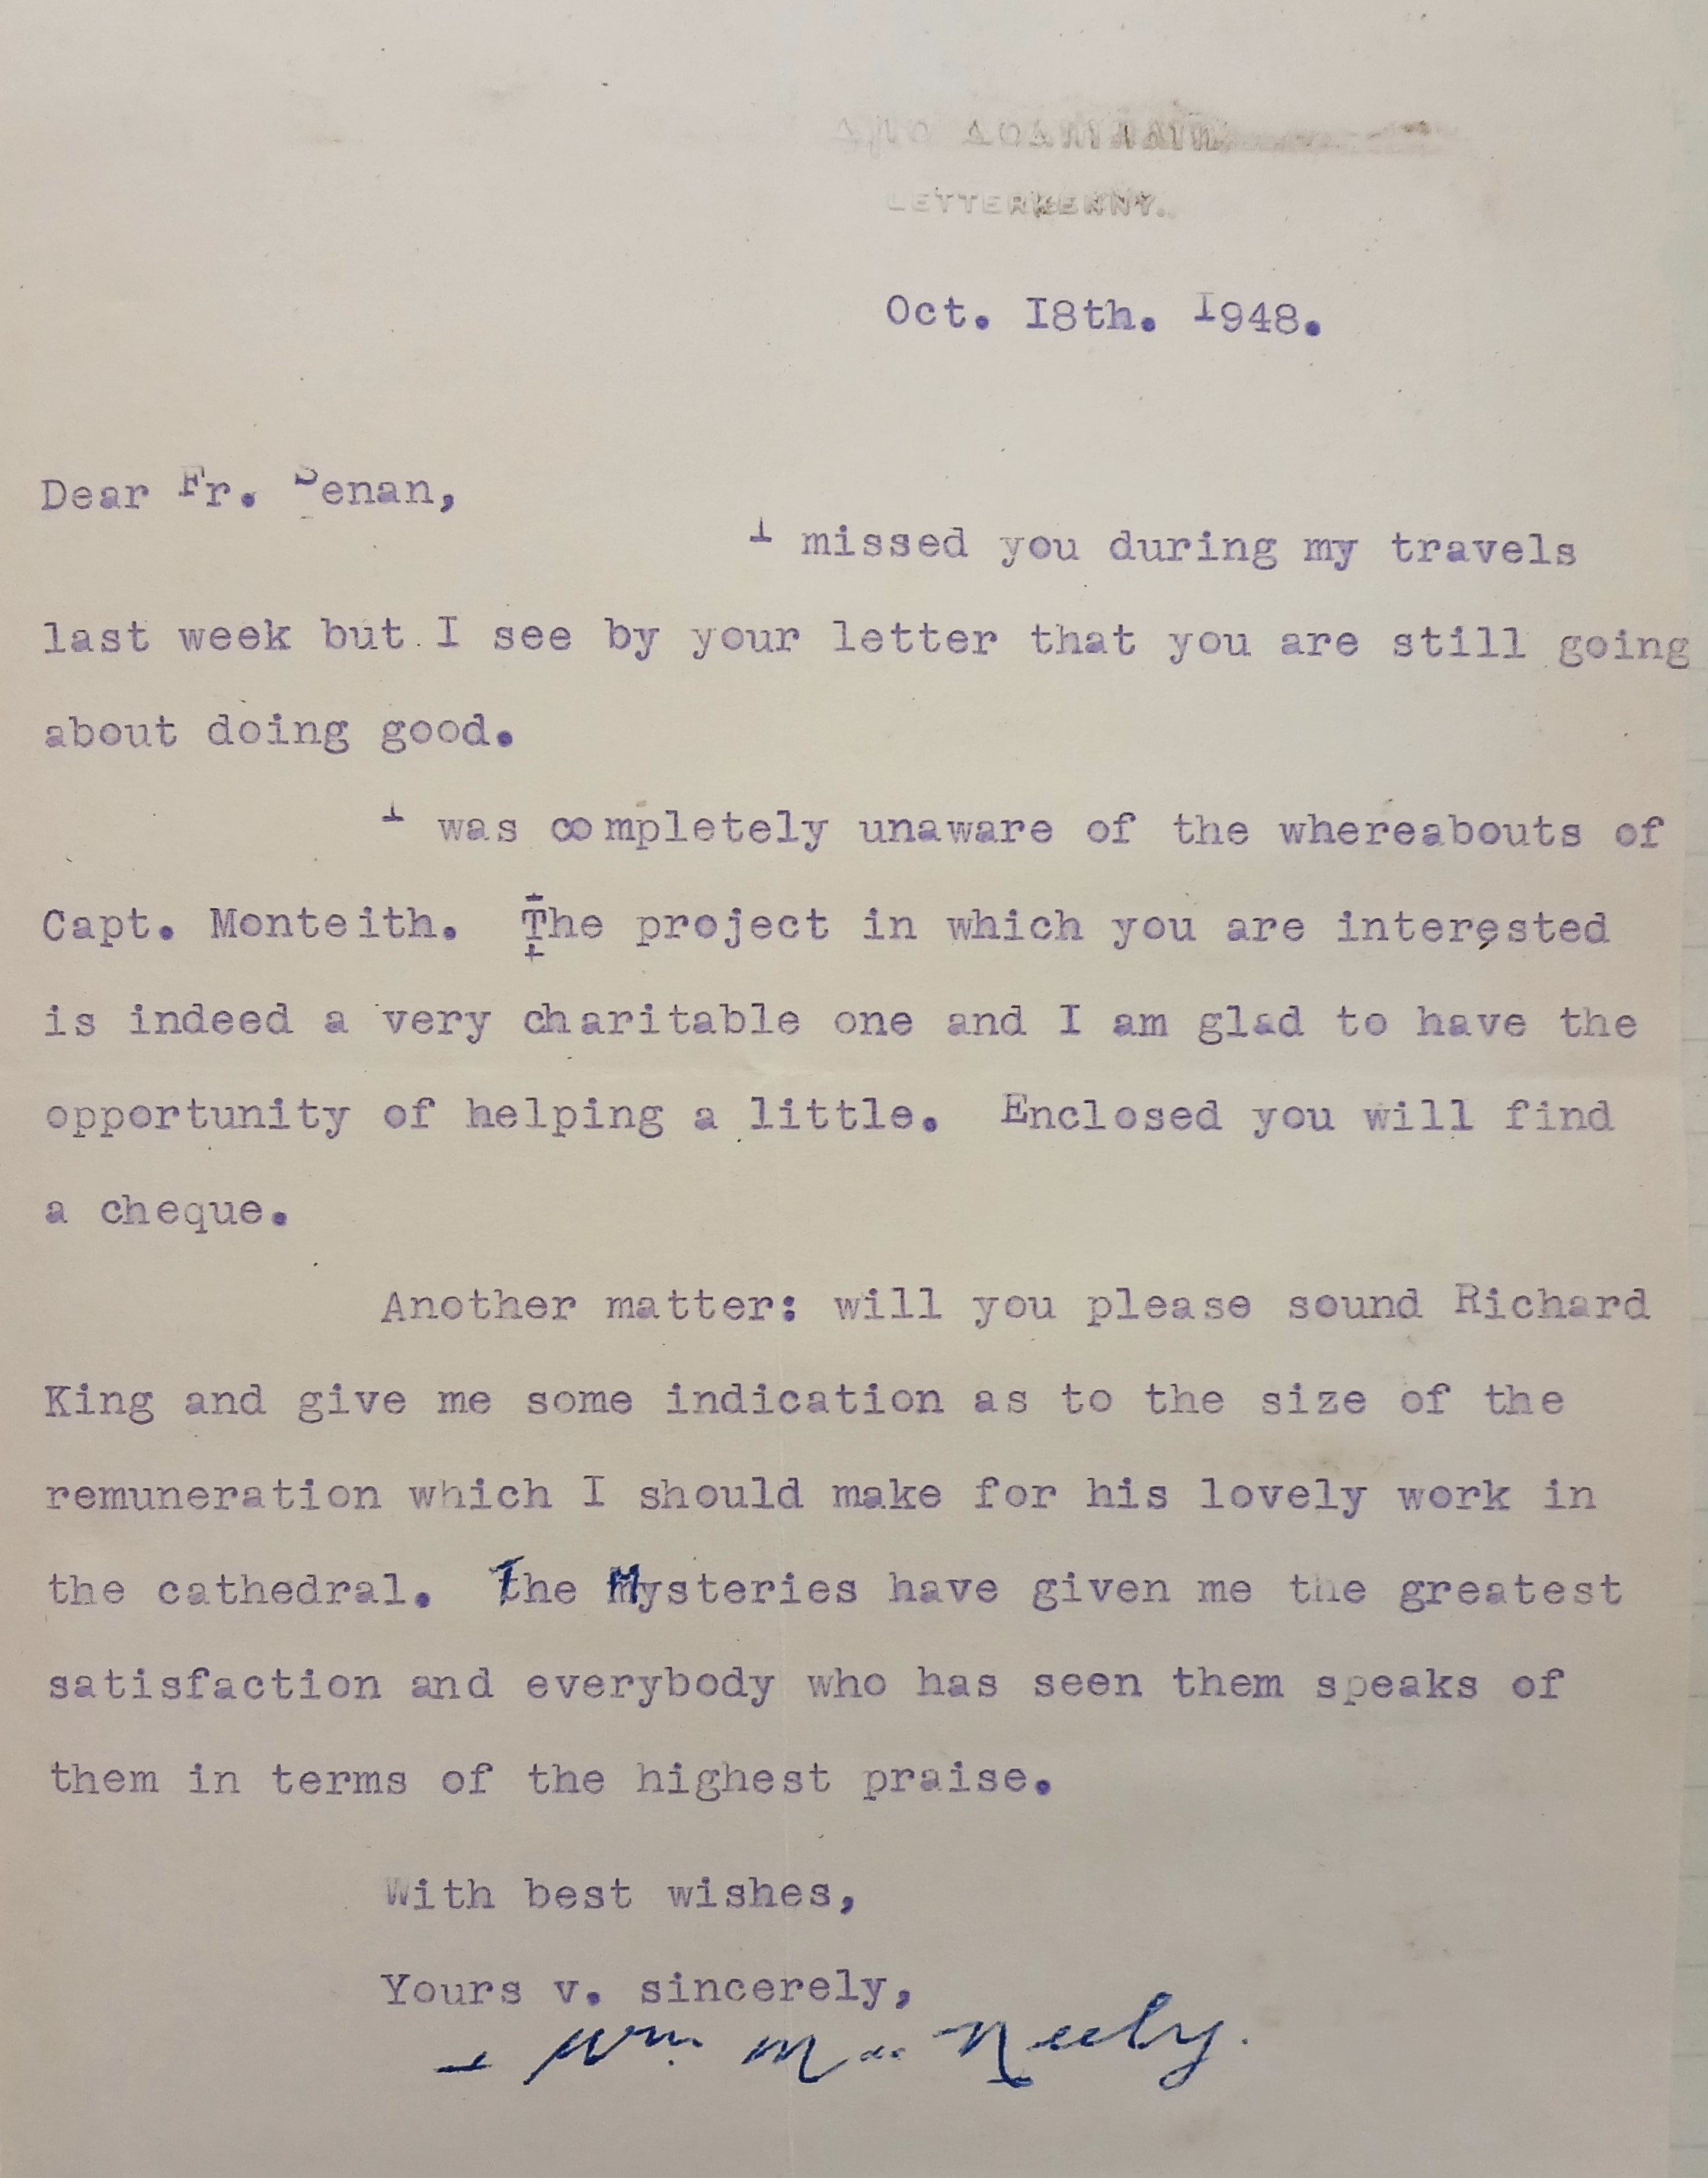 ÁRD ADAMHNÁIN,
LETTERKENNY.
Oct. I8th. I948.
Dear Fr. Senan,
I missed you during my travels
last week but I see by your letter that you are still going
about doing good.
I was completely unaware of the whereabouts of
Capt. Monteith. The project in which you are interested
is indeed a very charitable one and I am glad to have the
opportunity of helping a little. Enclosed you will find
a cheque.
Another matter: will you please sound Richard
King and give me some indication as to the size of the
remuneration which I should make for his lovely work in
the cathedral. The Mysteries have given me the greatest
satisfaction and everybody who has seen them speaks of
them in terms of the highest praise.
With best wishes,
Yours v. sincerely,
+ Wm. MacNeely.